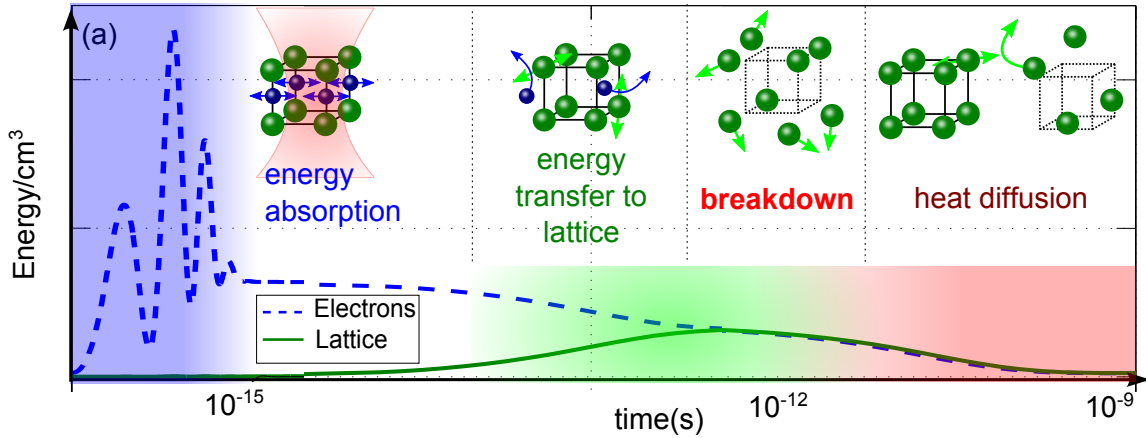 (a)
energy
absorption
energy
transfer to
lattice
breakdown
heat diffusion
Energy/cm³
Electrons
Lattice
10⁻¹⁵
10⁻¹²
10⁻⁹
time(s)